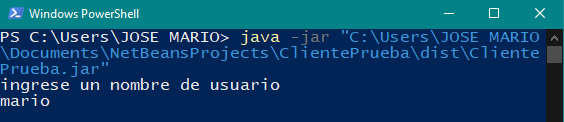 Windows PowerShell
PS C:\Users\JOSE MARIO> java -jar "C:\Users\JOSE MARIO
\Documents\NetBeansProjects\ClientePrueba\dist\Cliente
Prueba.jar"
ingrese un nombre de usuario
mario